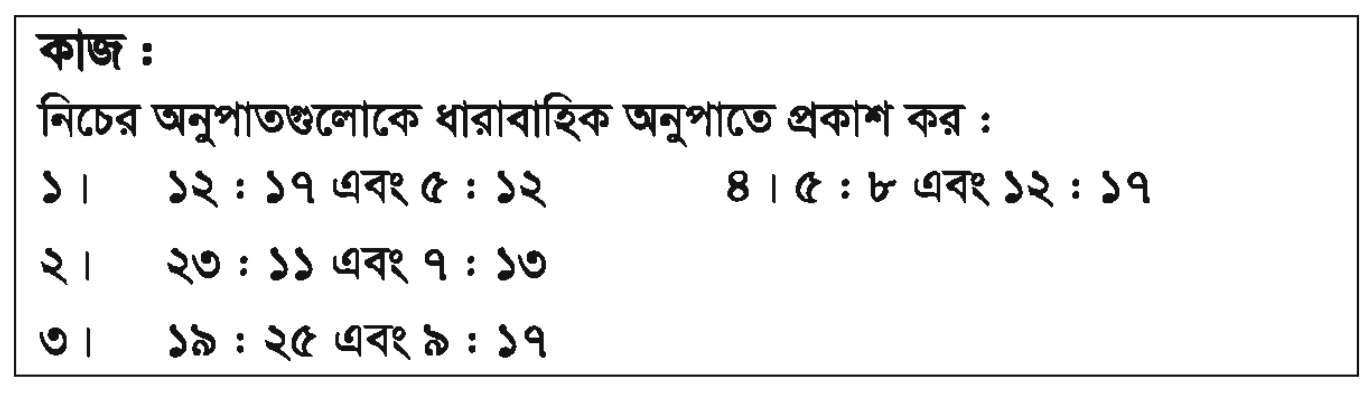 কাজ :
নিচের অনুপাতগুলোকে ধারাবাহিক অনুপাতে প্রকাশ কর :
১। ১২ : ১৭ এবং ৫ : ১২ ৪। ৫ : ৮ এবং ১২ : ১৭
২। ২৩ : ১১ এবং ৭ : ১৩
৩। ১৯ : ২৫ এবং ৯ : ১৭